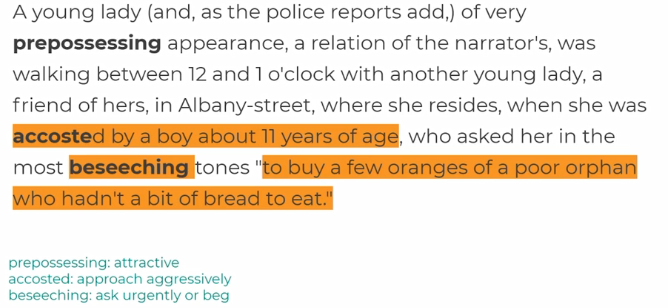 A young lady (and, as the police reports add,) of very
prepossessing appearance, a relation of the narrator's, was
walking between 12 and 1 o'clock with another young lady, a
friend of hers, in Albany-street, where she resides, when she was
accosted by a boy about 11 years of age, who asked her in the
most beseeching tones "to buy a few oranges of a poor orphan
who hadn't a bit of bread to eat."
prepossessing: attractive
accosted: approach aggressively
beseeching: ask urgently or beg